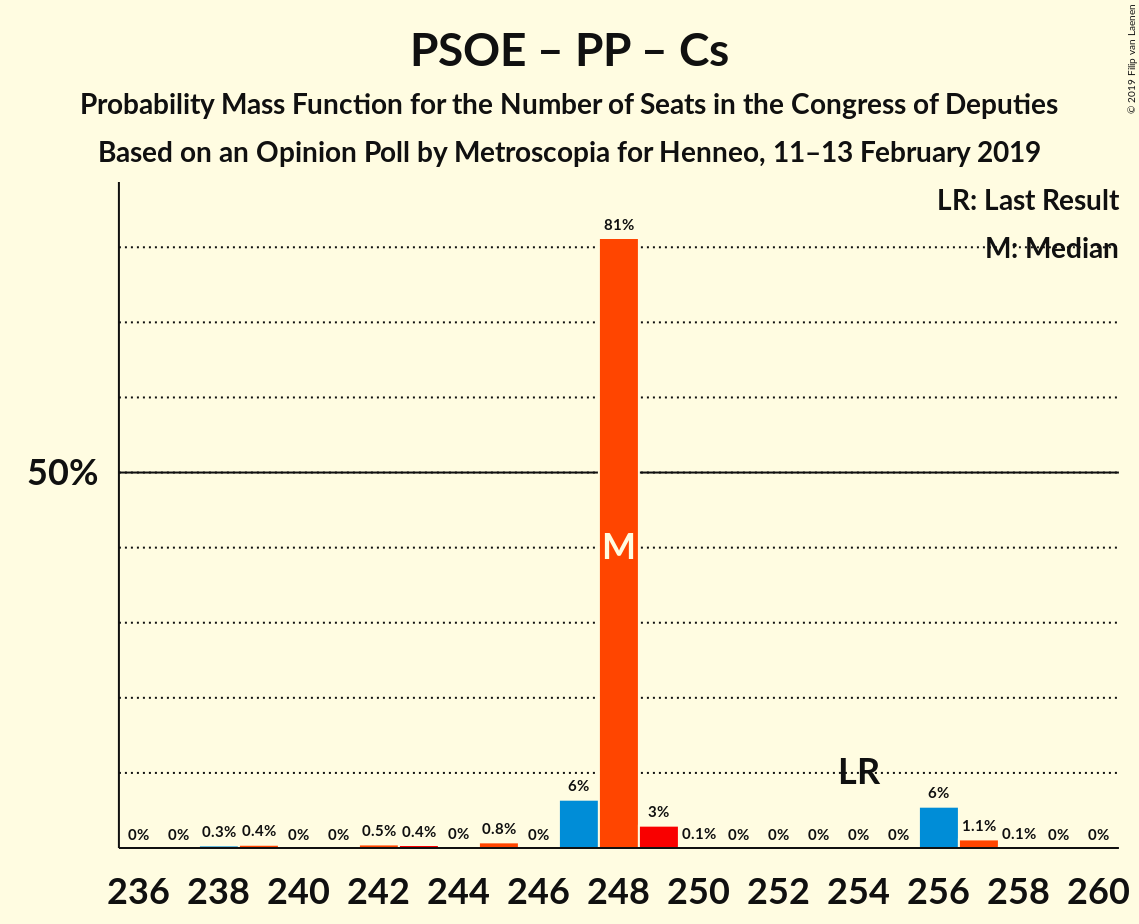 PSOE – PP – Cs
Probability Mass Function for the Number of Seats in the Congress of Deputies
Based on an Opinion Poll by Metroscopia for Henneo, 11–13 February 2019
© 2019 Filip van Laenen
LR: Last Result
M: Median
50%
81%
M
LR
0% 0% 0.3% 0.4% 0% 0% 0.5% 0.4% 0% 0.8% 0% 6% 3% 0.1% 0% 0% 0% 0% 0% 6% 1.1% 0.1% 0% 0%
236 238 240 242 244 246 248 250 252 254 256 258 260